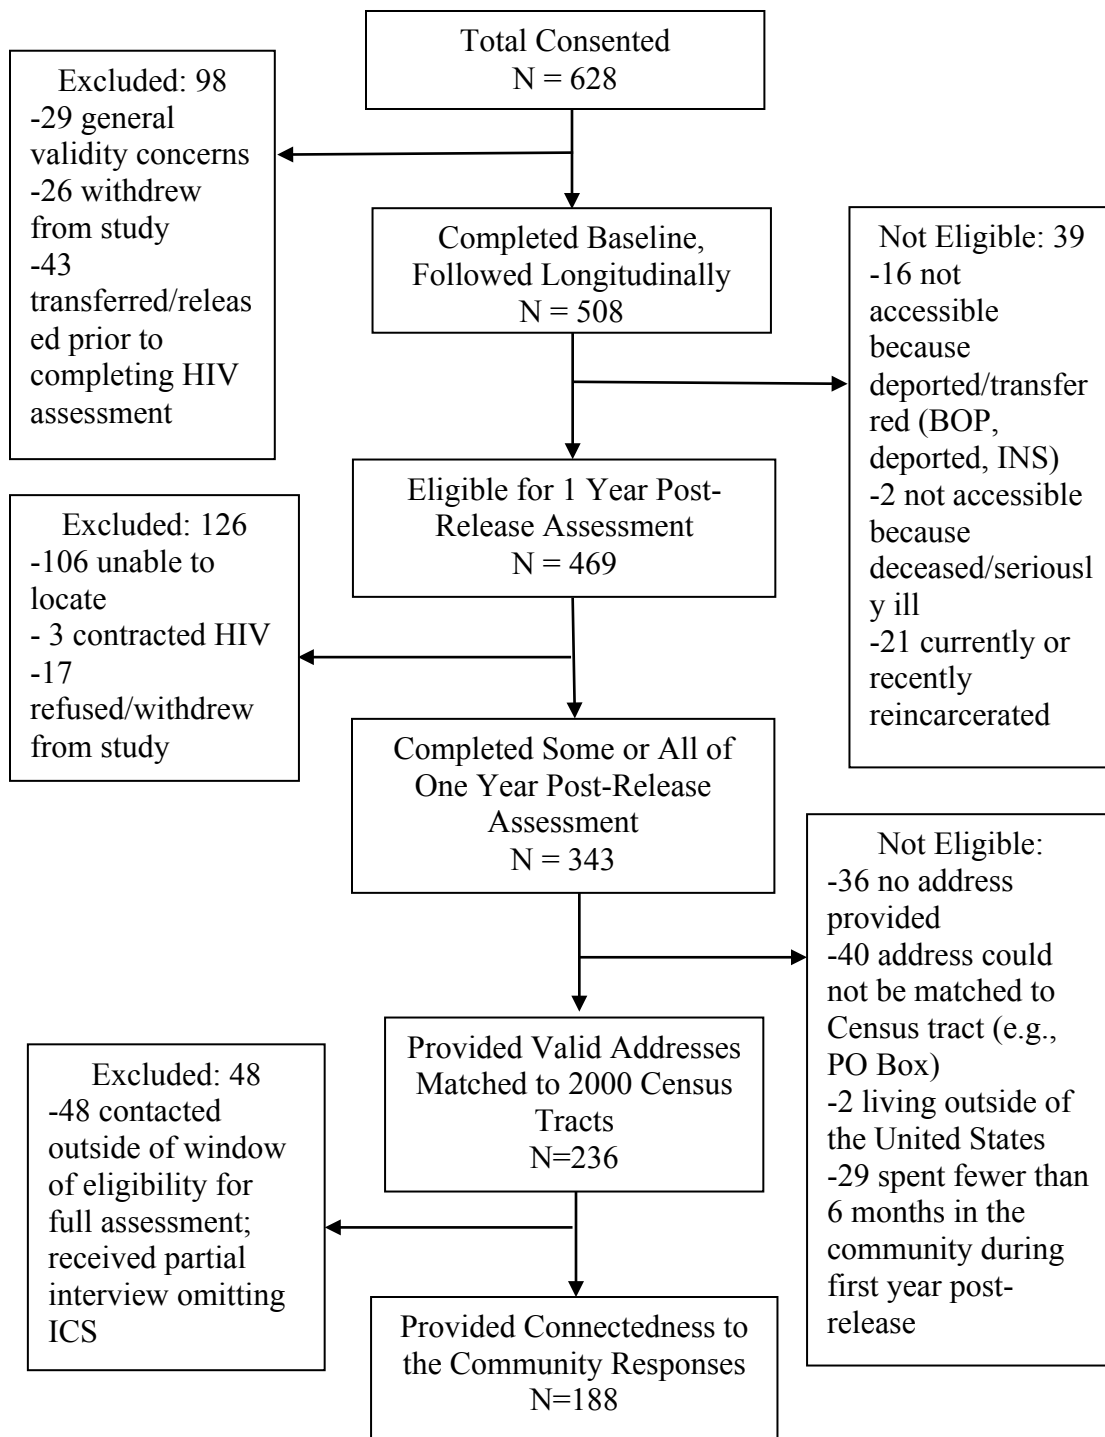 Total Consented
N = 628
Excluded: 98
-29 general
validity concerns
-26 withdrew
from study
-43
transferred/releas
ed prior to
completing HIV
assessment
Completed Baseline,
Followed Longitudinally
N = 508
Not Eligible: 39
-16 not
accessible
because
deported/transfer
red (BOP,
deported, INS)
-2 not accessible
because
deceased/seriousl
y ill
-21 currently or
recently
reincarcerated
Eligible for 1 Year Post-
Release Assessment
N = 469
Excluded: 126
-106 unable to
locate
- 3 contracted HIV
-17
refused/withdrew
from study
Completed Some or All of
One Year Post-Release
Assessment
N = 343
Not Eligible:
-36 no address
provided
-40 address could
not be matched to
Census tract (e.g.,
PO Box)
-2 living outside of
the United States
-29 spent fewer than
6 months in the
community during
first year post-
release
Provided Valid Addresses
Matched to 2000 Census
Tracts
N=236
Excluded: 48
-48 contacted
outside of window
of eligibility for
full assessment;
received partial
interview omitting
ICS
Provided Connectedness to
the Community Responses
N=188